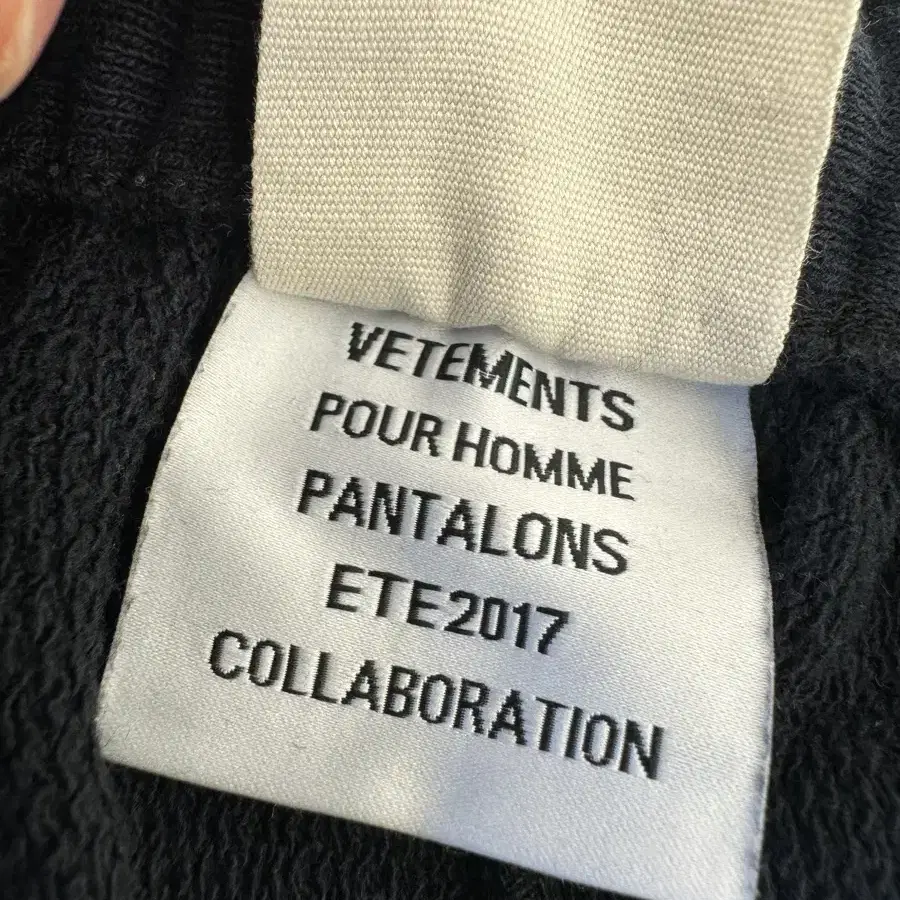 VETEMENTS
POUR HOMME
PANTALONS
ETE2017
COLLABORATION